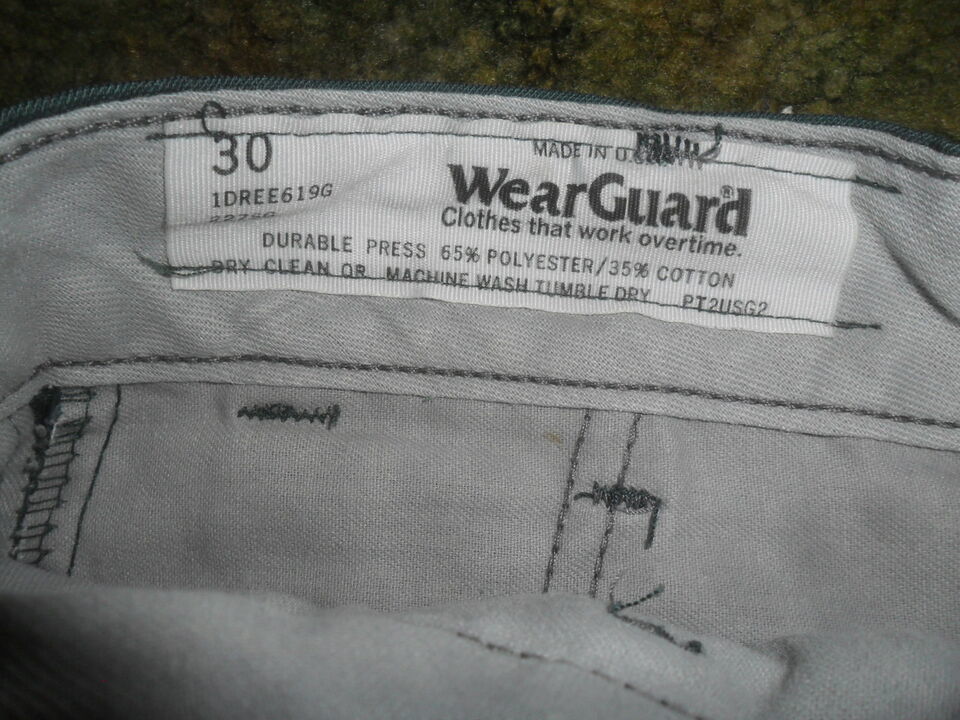 30
MADE IN U.
1DREE619G
WearGuard®
Clothes that work overtime.
DURABLE PRESS 65% POLYESTER/35% COTTON
DRY CLEAN OR MACHINE WASH TUMBLE DRY PT2USG2